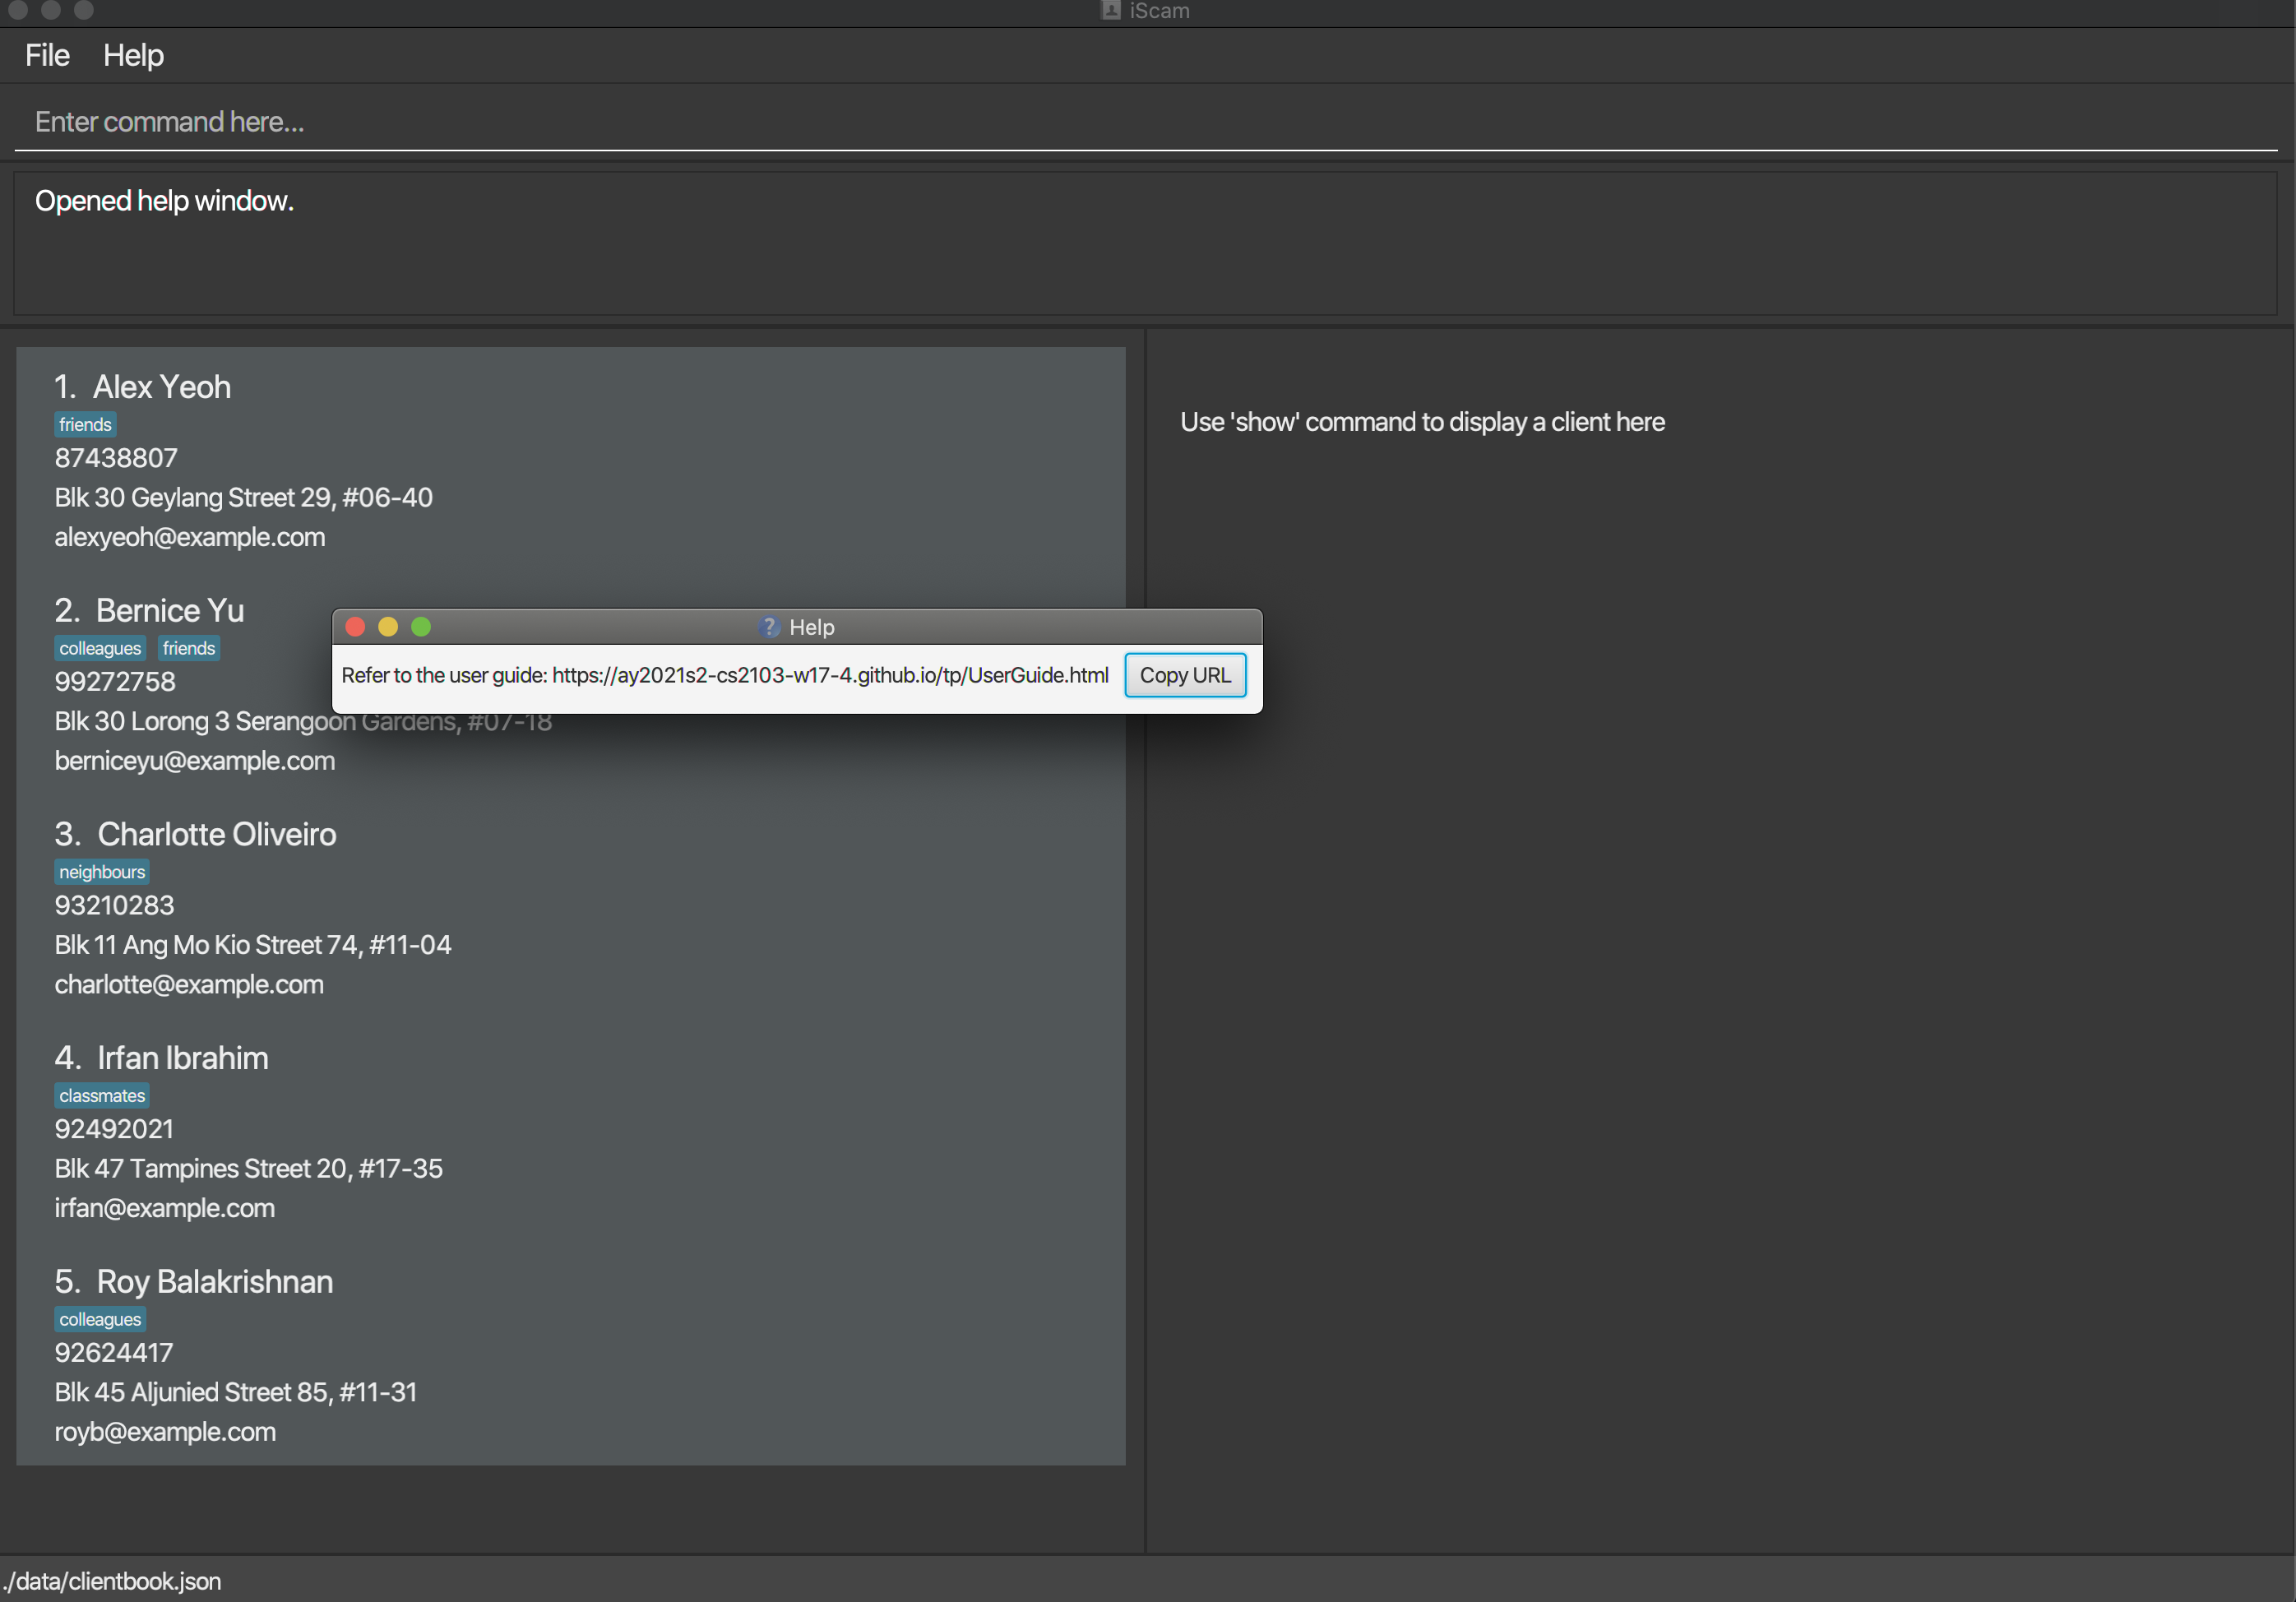 iScam
File Help
Enter command here...
Opened help window.
1. Alex Yeoh
friends
87438807
Blk 30 Geylang Street 29, #06-40
alexyeoh@example.com
2. Bernice Yu
colleagues friends
99272758
Blk 30 Lorong 3 Serangoon Gardens, #07-18
berniceyu@example.com
3. Charlotte Oliveiro
neighbours
93210283
Blk 11 Ang Mo Kio Street 74, #11-04
charlotte@example.com
4. Irfan Ibrahim
classmates
92492021
Blk 47 Tampines Street 20, #17-35
irfan@example.com
5. Roy Balakrishnan
colleagues
92624417
Blk 45 Aljunied Street 85, #11-31
royb@example.com
Use 'show' command to display a client here
? Help
Refer to the user guide: https://ay2021s2-cs2103-w17-4.github.io/tp/UserGuide.html Copy URL
./data/clientbook.json